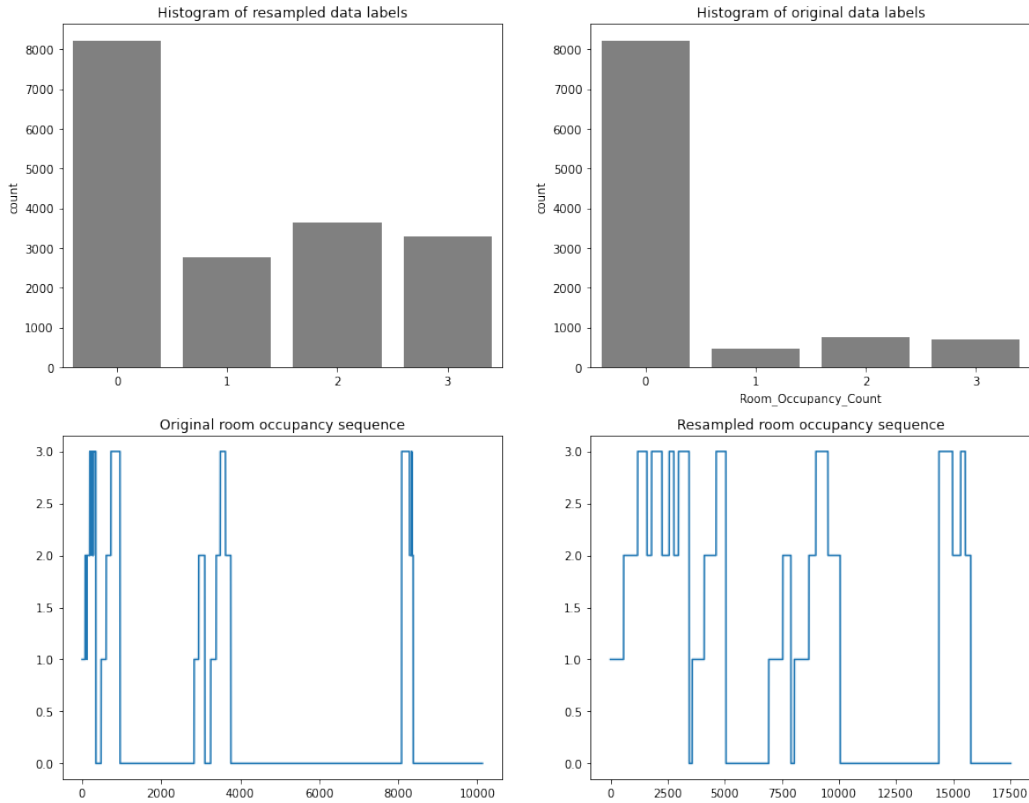 Histogram of resampled data labels
count
8000
7000
6000
5000
4000
3000
2000
1000
0
0 1 2 3
Histogram of original data labels
count
8000
7000
6000
5000
4000
3000
2000
1000
0
0 1 2 3
Room_Occupancy_Count
Original room occupancy sequence
3.0
2.5
2.0
1.5
1.0
0.5
0.0
0 2000 4000 6000 8000 10000
Resampled room occupancy sequence
3.0
2.5
2.0
1.5
1.0
0.5
0.0
0 2500 5000 7500 10000 12500 15000 17500